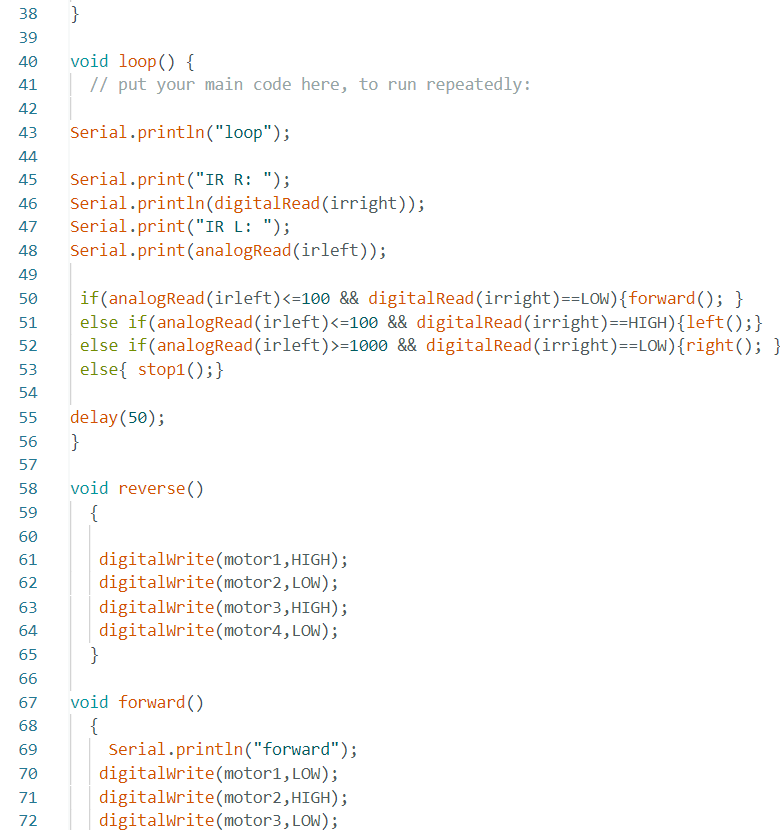 38 }
39
40 void loop() {
41 // put your main code here, to run repeatedly:
42
43 Serial.println("loop");
44
45 Serial.print("IR R: ");
46 Serial.println(digitalRead(irright));
47 Serial.print("IR L: ");
48 Serial.print(analogRead(irleft));
49
50 if(analogRead(irleft)<=100 && digitalRead(irright)==LOW){forward(); }
51 else if(analogRead(irleft)<=100 && digitalRead(irright)==HIGH){left();}
52 else if(analogRead(irleft)>=1000 && digitalRead(irright)==LOW){right(); }
53 else{ stop1();}
54
55 delay(50);
56 }
57
58 void reverse()
59 {
60
61 digitalWrite(motor1,HIGH);
62 digitalWrite(motor2,LOW);
63 digitalWrite(motor3,HIGH);
64 digitalWrite(motor4,LOW);
65 }
66
67 void forward()
68 {
69 Serial.println("forward");
70 digitalWrite(motor1,LOW);
71 digitalWrite(motor2,HIGH);
72 digitalWrite(motor3,LOW);